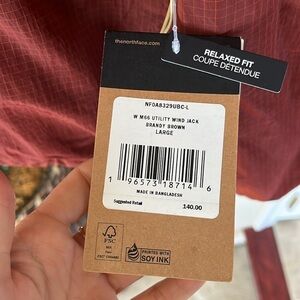 thenorthface.com
RELAXED FIT
COUPE DÉTENDUE
NF0A8329UBC-L
W M66 UTILITY WIND JACK
BRANDY BROWN
LARGE
1 96573 18714 6
MADE IN BANGLADESH
Suggested Retail 140.00
FSC
MIX
PRINTED WITH
SOY INK